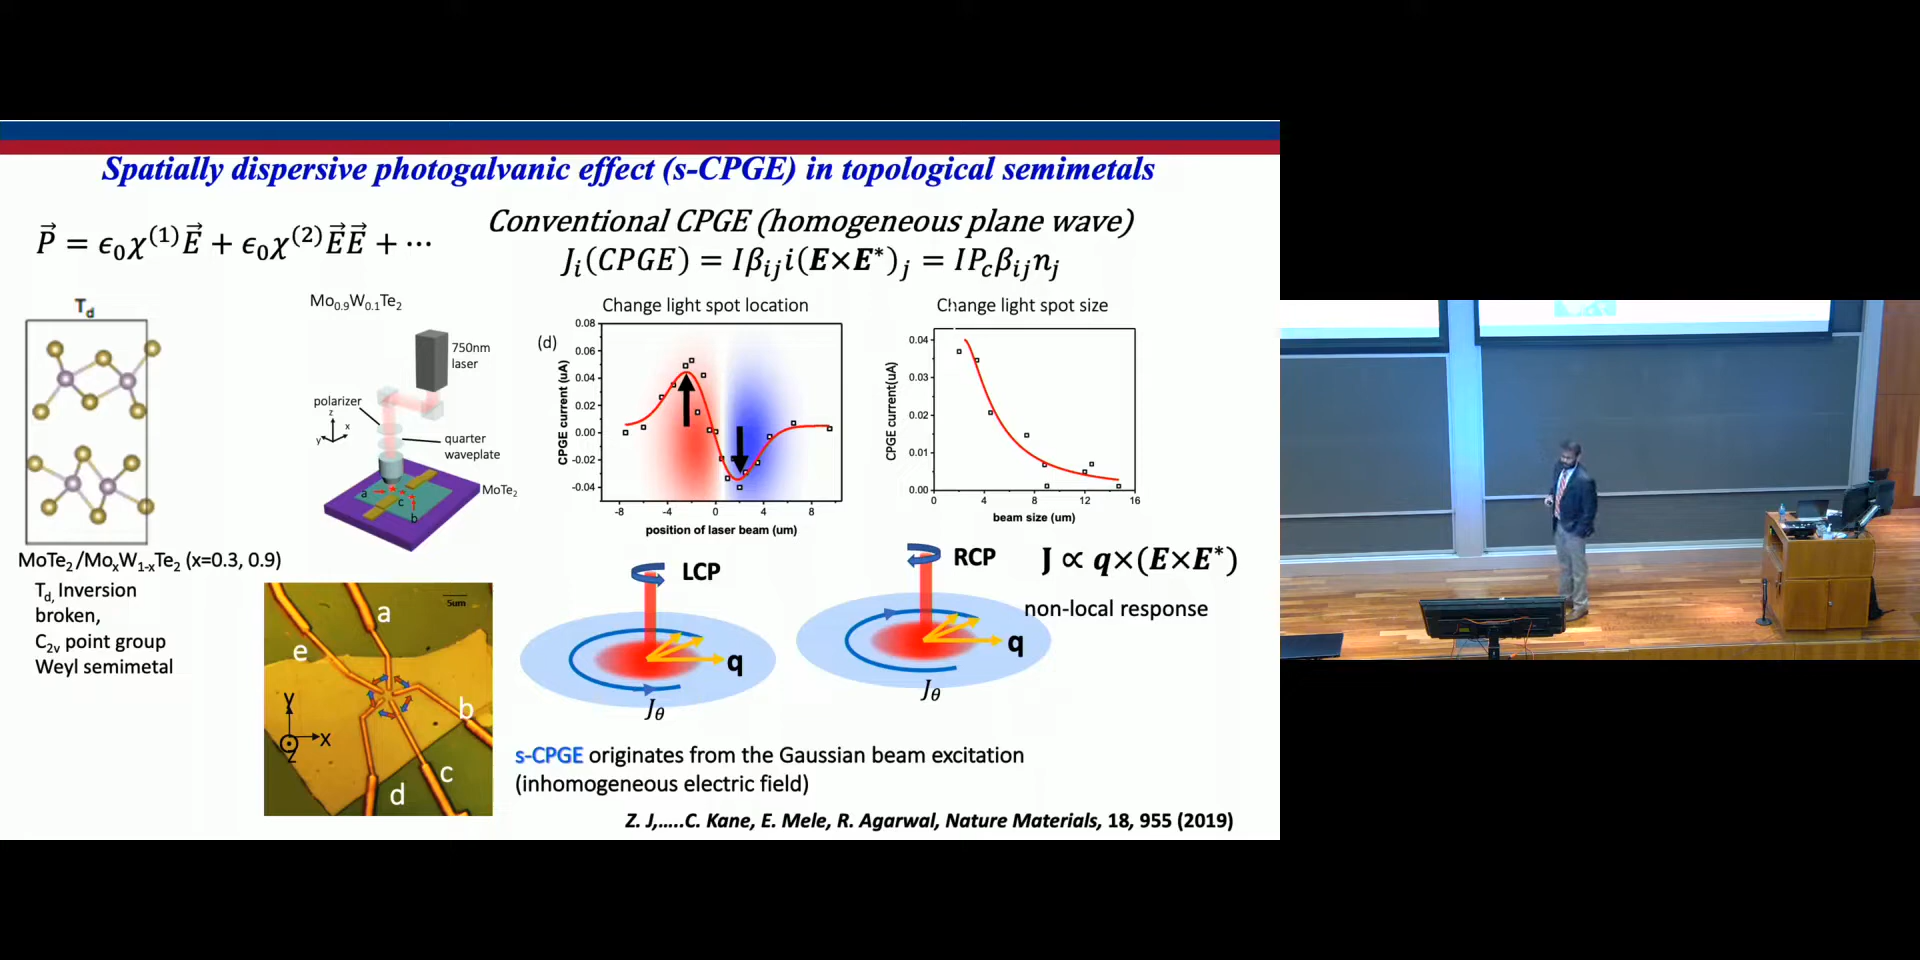 Spatially dispersive photogalvanic effect (s-CPGE) in topological semimetals
P⃗ = ϵ₀χ⁽¹⁾E⃗ + ϵ₀χ⁽²⁾E⃗E⃗ + ⋯
Conventional CPGE (homogeneous plane wave)
Jᵢ(CPGE) = Iβᵢⱼi(E×E*)ⱼ = IP꜀βᵢⱼnⱼ
T_d
MoTe₂/MoₓW₁₋ₓTe₂ (x=0.3, 0.9)
T_d, Inversion
broken,
C₂ᵥ point group
Weyl semimetal
Mo₀.₉W₀.₁Te₂
750nm
laser
polarizer
z
x
y
quarter
waveplate
MoTe₂
a
c
b
5um
a
e
b
c
d
Y
X
Z
Change light spot location
(d)
CPGE current (uA)
0.08
0.06
0.04
0.02
0.00
-0.02
-0.04
-8 -4 0 4 8
position of laser beam (um)
Change light spot size
CPGE current(uA)
0.04
0.03
0.02
0.01
0.00
0 4 8 12 16
beam size (um)
LCP
q
J_θ
RCP
q
J_θ
J ∝ q×(E×E*)
non-local response
s-CPGE originates from the Gaussian beam excitation
(inhomogeneous electric field)
Z. J,.....C. Kane, E. Mele, R. Agarwal, Nature Materials, 18, 955 (2019)